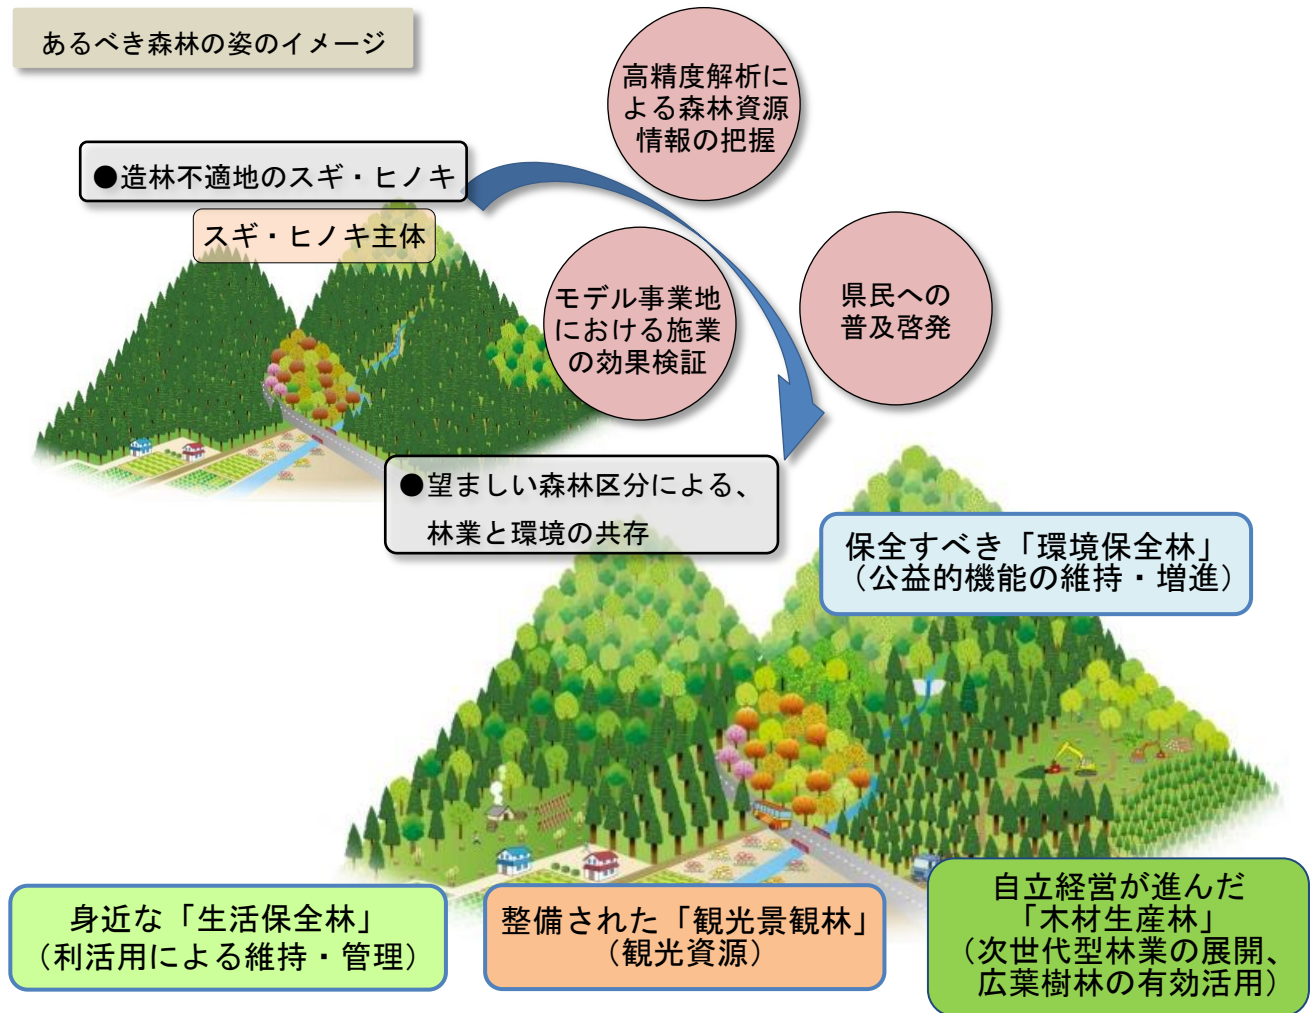 あるべき森林の姿のイメージ
高精度解析に
よる森林資源
情報の把握
●造林不適地のスギ・ヒノキ
スギ・ヒノキ主体
モデル事業地
における施業
の効果検証
県民への
普及啓発
●望ましい森林区分による、
林業と環境の共存
保全すべき「環境保全林」
（公益的機能の維持・増進）
身近な「生活保全林」
（利活用による維持・管理）
整備された「観光景観林」
（観光資源）
自立経営が進んだ
「木材生産林」
（次世代型林業の展開、
広葉樹林の有効活用）